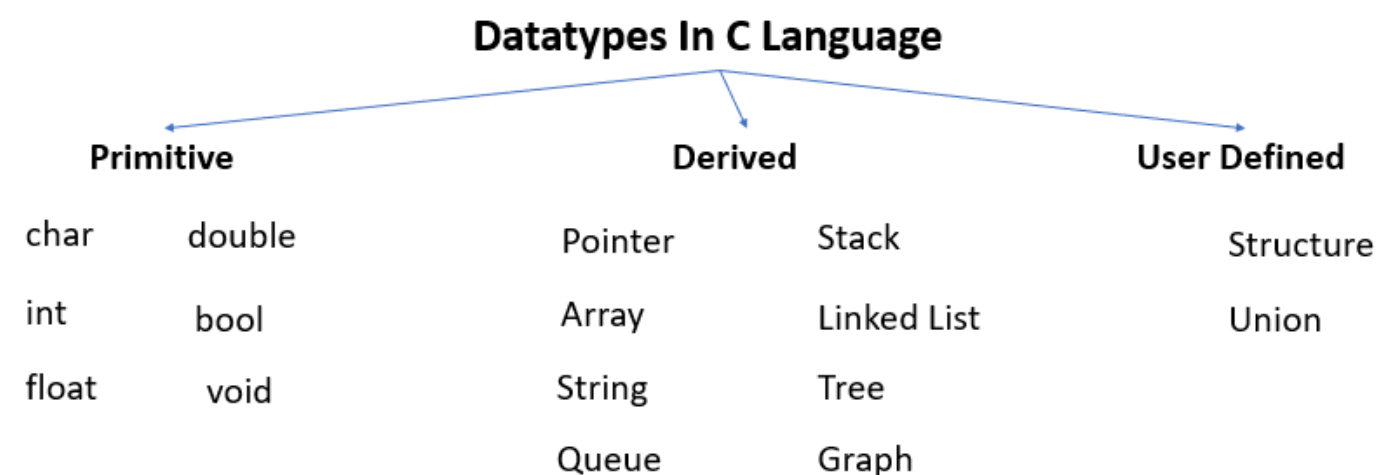 Datatypes In C Language
Primitive
char
double
int
bool
float
void
Derived
Pointer
Stack
Array
Linked List
String
Tree
Queue
Graph
User Defined
Structure
Union